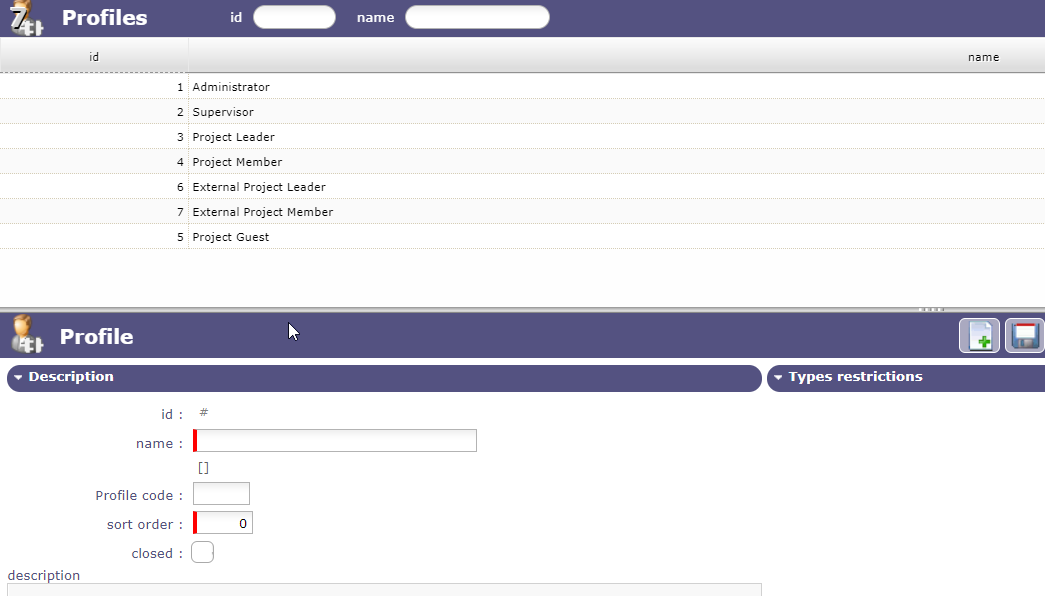 7 Profiles id name
id name
1 Administrator
2 Supervisor
3 Project Leader
4 Project Member
6 External Project Leader
7 External Project Member
5 Project Guest
Profile
Description Types restrictions
id : #
name :
[]
Profile code :
sort order : 0
closed :
description